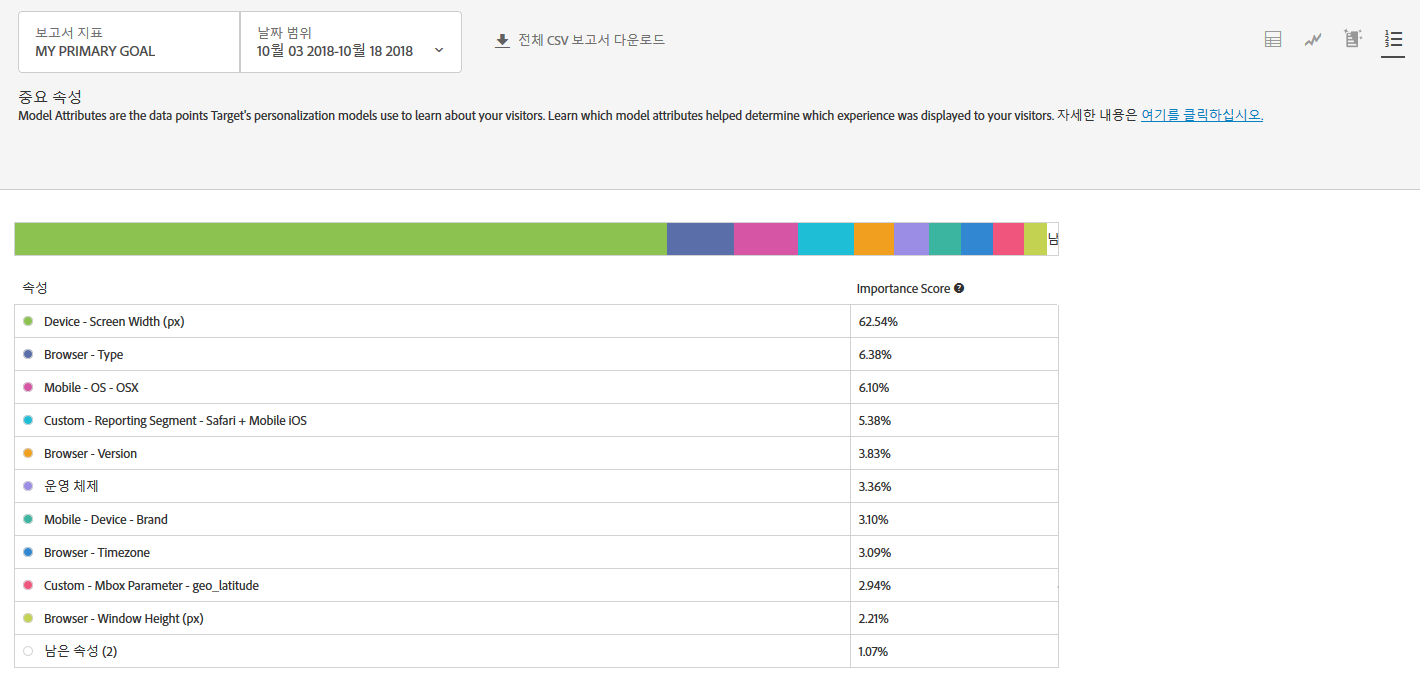 보고서 지표
MY PRIMARY GOAL
날짜 범위
10월 03 2018-10월 18 2018
전체 CSV 보고서 다운로드
중요 속성
Model Attributes are the data points Target's personalization models use to learn about your visitors. Learn which model attributes helped determine which experience was displayed to your visitors. 자세한 내용은 여기를 클릭하십시오.
남
속성 Importance Score
Device - Screen Width (px) 62.54%
Browser - Type 6.38%
Mobile - OS - OSX 6.10%
Custom - Reporting Segment - Safari + Mobile iOS 5.38%
Browser - Version 3.83%
운영 체제 3.36%
Mobile - Device - Brand 3.10%
Browser - Timezone 3.09%
Custom - Mbox Parameter - geo_latitude 2.94%
Browser - Window Height (px) 2.21%
남은 속성 (2) 1.07%